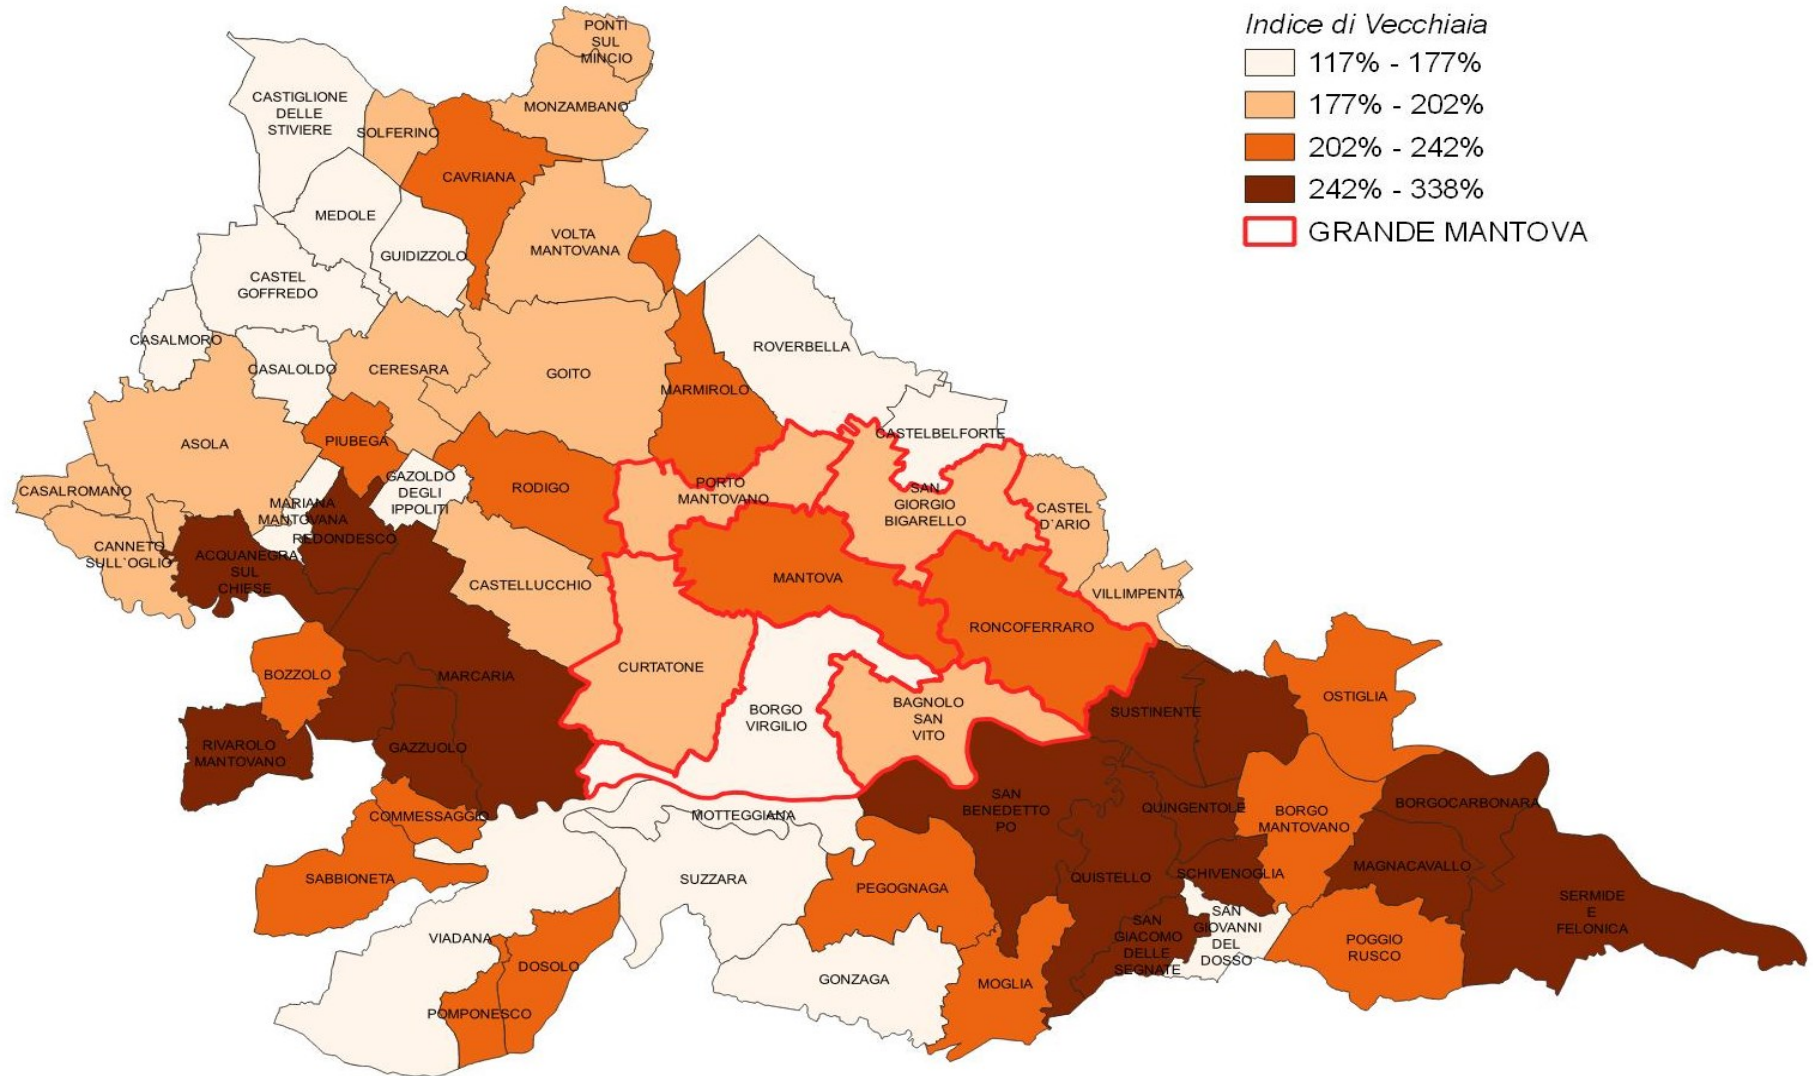 Indice di Vecchiaia
117% - 177%
177% - 202%
202% - 242%
242% - 338%
GRANDE MANTOVA
PONTI
SUL
MINCIO
MONZAMBANO
CASTIGLIONE
DELLE
STIVIERE
SOLFERINO
CAVRIANA
MEDOLE
GUIDIZZOLO
VOLTA
MANTOVANA
CASTEL
GOFFREDO
CASALMORO
CASALOLDO
CERESARA
GOITO
MARMIROLO
ROVERBELLA
ASOLA
PIUBEGA
CASTELBELFORTE
CASALROMANO
MARIANA
MANTOVANA
GAZOLDO
DEGLI
IPPOLITI
RODIGO
PORTO
MANTOVANO
SAN
GIORGIO
BIGARELLO
CASTEL
D`ARIO
CANNETO
SULL`OGLIO
ACQUANEGRA
SUL
CHIESE
REDONDESCO
CASTELLUCCHIO
MANTOVA
VILLIMPENTA
RONCOFERRARO
BOZZOLO
MARCARIA
CURTATONE
BORGO
VIRGILIO
BAGNOLO
SAN
VITO
SUSTINENTE
OSTIGLIA
RIVAROLO
MANTOVANO
GAZZUOLO
COMMESSAGGIO
MOTTEGGIANA
SAN
BENEDETTO
PO
QUINGENTOLE
BORGO
MANTOVANO
BORGOCARBONARA
SABBIONETA
SUZZARA
PEGOGNAGA
QUISTELLO
SCHIVENOGLIA
MAGNACAVALLO
SERMIDE
E
FELONICA
VIADANA
DOSOLO
POMPONESCO
GONZAGA
MOGLIA
SAN
GIACOMO
DELLE
SEGNATE
SAN
GIOVANNI
DEL
DOSSO
POGGIO
RUSCO